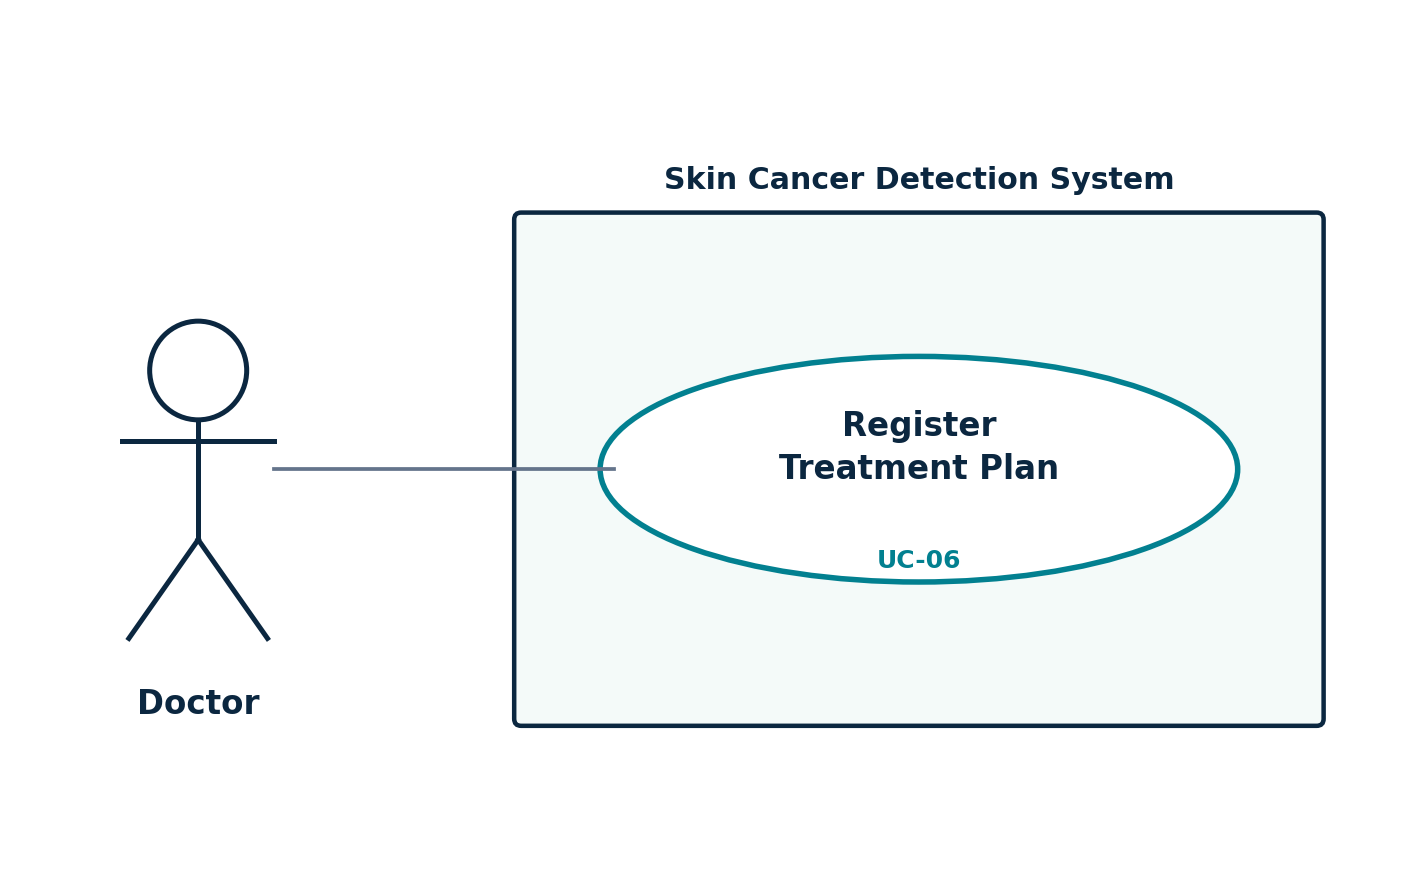 Skin Cancer Detection System
Register
Treatment Plan
UC-06
Doctor